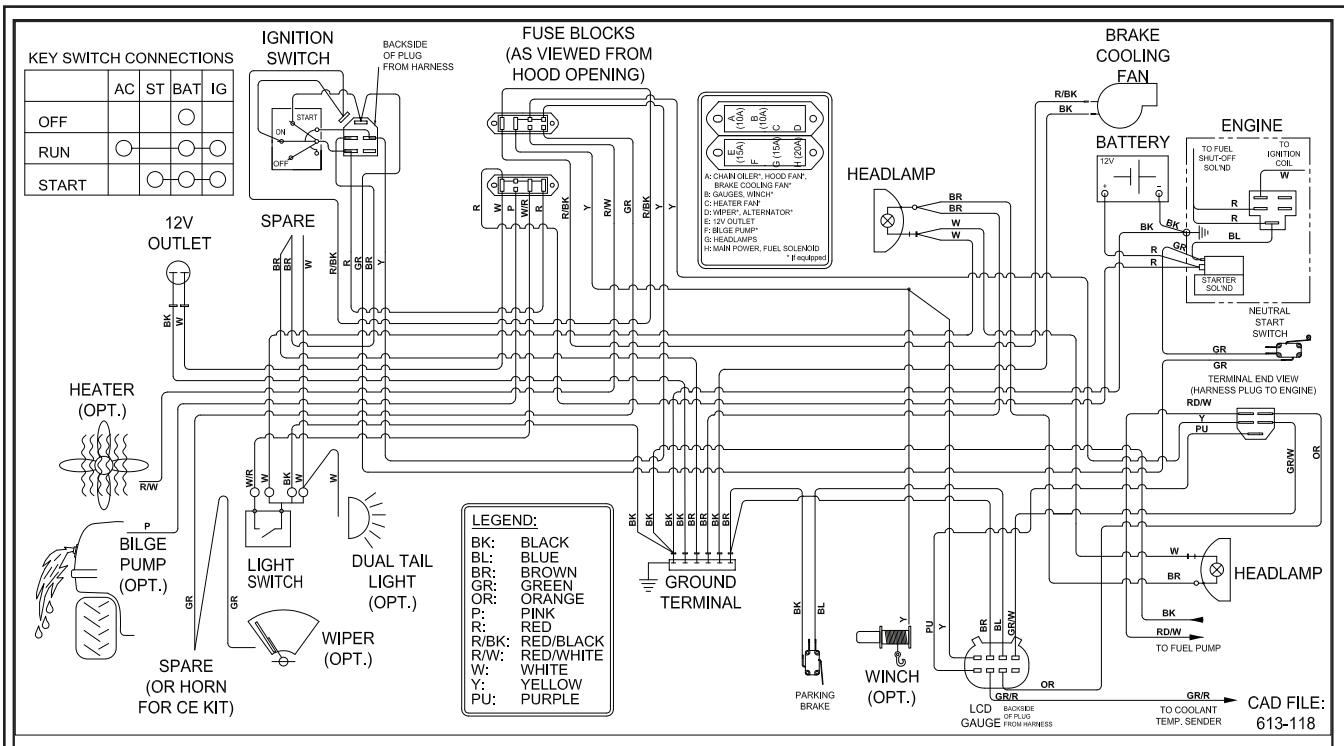 KEY SWITCH CONNECTIONS
AC ST BAT IG
OFF
RUN
START
IGNITION
SWITCH
BACKSIDE
OF PLUG
FROM HARNESS
START
ON
OFF
FUSE BLOCKS
(AS VIEWED FROM
HOOD OPENING)
A
(10A)
B
(10A)
C
D
E
(15A)
F
G (15A)
H (20A)
A: CHAIN OILER*, HOOD FAN*,
BRAKE COOLING FAN*
B: GAUGES, WINCH*
C: HEATER FAN*
D: WIPER*, ALTERNATOR*
E: 12V OUTLET
F: BILGE PUMP*
G: HEADLAMPS
H: MAIN POWER, FUEL SOLENOID
* If equipped
BRAKE
COOLING
FAN
R/BK
BK
BATTERY
12V
+
-
BK
BK
ENGINE
TO FUEL
SHUT-OFF
SOL'ND
TO
IGNITION
COIL
W
R
R
BL
GR
R
R
STARTER
SOL'ND
NEUTRAL
START
SWITCH
GR
GR
HEADLAMP
BR
BR
W
W
12V
OUTLET
BK
W
SPARE
BR
BR
W
R/BK
R
GR
BR
Y
R
W
P
W/R
R
R/BK
Y
R/W
GR
R/BK
Y
Y
TERMINAL END VIEW
(HARNESS PLUG TO ENGINE)
RD/W
Y
PU
GR/W
OR
HEATER
(OPT.)
R/W
P
BILGE
PUMP
(OPT.)
W/R
W
BK
W
W
LIGHT
SWITCH
DUAL TAIL
LIGHT
(OPT.)
GR
GR
SPARE
(OR HORN
FOR CE KIT)
WIPER
(OPT.)
LEGEND:
BK: BLACK
BL: BLUE
BR: BROWN
GR: GREEN
OR: ORANGE
P: PINK
R: RED
R/BK: RED/BLACK
R/W: RED/WHITE
W: WHITE
Y: YELLOW
PU: PURPLE
BK
BK
BK
BR
BR
BR
BK
BR
GROUND
TERMINAL
BK
BL
PARKING
BRAKE
Y
WINCH
(OPT.)
PU
Y
BR
BL
GR/W
LCD
GAUGE
BACKSIDE
OF PLUG
FROM HARNESS
OR
GR/R
GR/R
TO COOLANT
TEMP. SENDER
W
BR
HEADLAMP
BK
RD/W
TO FUEL PUMP
CAD FILE:
613-118